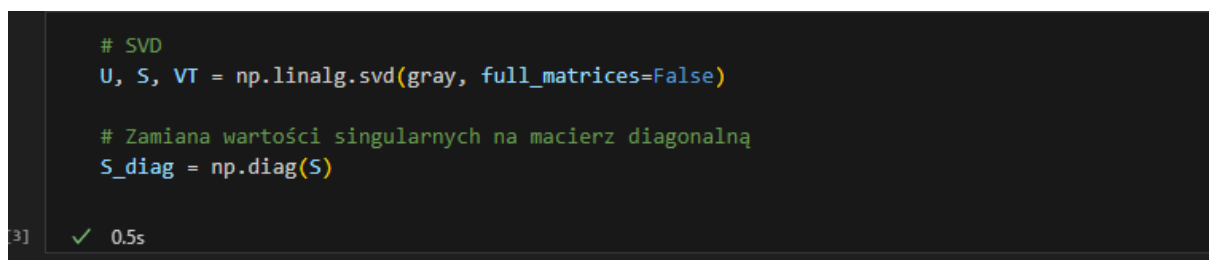 # SVD
U, S, VT = np.linalg.svd(gray, full_matrices=False)
# Zamiana wartości singularnych na macierz diagonalną
S_diag = np.diag(S)
[3] ✓ 0.5s